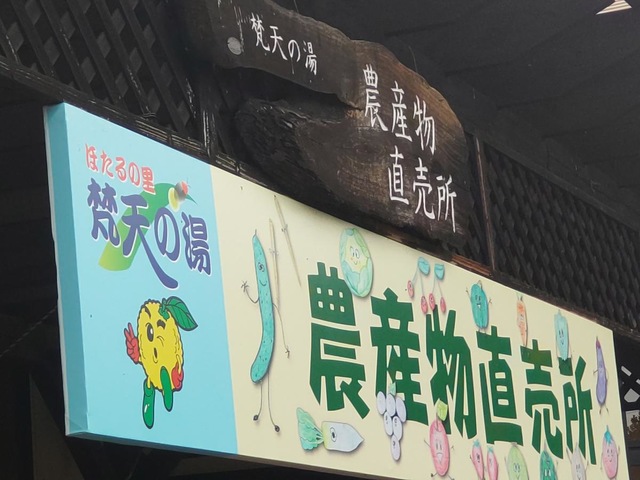 梵天の湯
農産物
直売所
ほたるの里
梵天の湯
農産物直売所